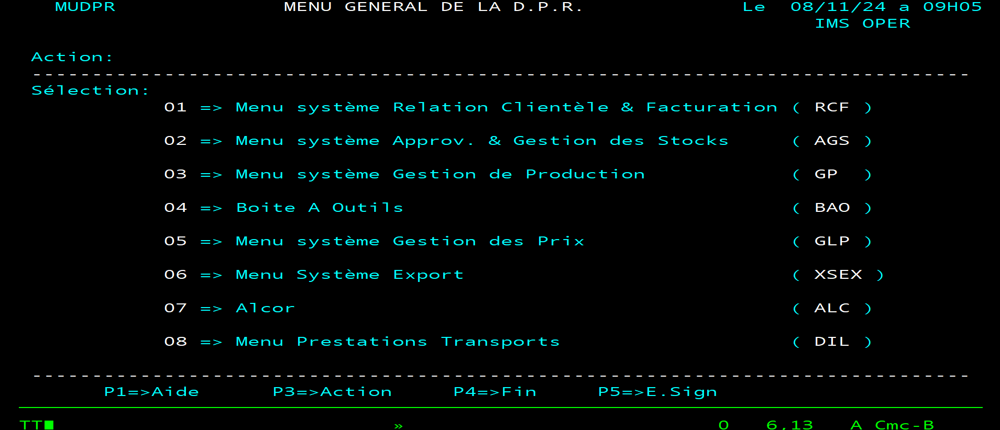 MUDPR MENU GENERAL DE LA D.P.R. Le 08/11/24 a 09H05
IMS OPER
Action:
------------------------------------------------------------------------------
Sélection:
01 => Menu système Relation Clientèle & Facturation ( RCF )
02 => Menu système Approv. & Gestion des Stocks ( AGS )
03 => Menu système Gestion de Production ( GP )
04 => Boite A Outils ( BAO )
05 => Menu système Gestion des Prix ( GLP )
06 => Menu Système Export ( XSEX )
07 => Alcor ( ALC )
08 => Menu Prestations Transports ( DIL )
------------------------------------------------------------------------------
P1=>Aide P3=>Action P4=>Fin P5=>E.Sign
TT » 0 6,13 A Cmc-B